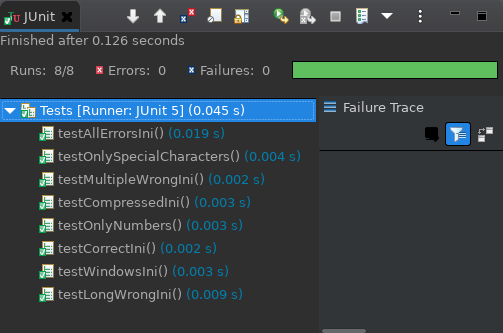 JUnit
Finished after 0.126 seconds
Runs: 8/8 Errors: 0 Failures: 0
Tests [Runner: JUnit 5] (0.045 s)
testAllErrorsIni() (0.019 s)
testOnlySpecialCharacters() (0.004 s)
testMultipleWrongIni() (0.002 s)
testCompressedIni() (0.003 s)
testOnlyNumbers() (0.003 s)
testCorrectIni() (0.002 s)
testWindowsIni() (0.003 s)
testLongWrongIni() (0.009 s)
Failure Trace